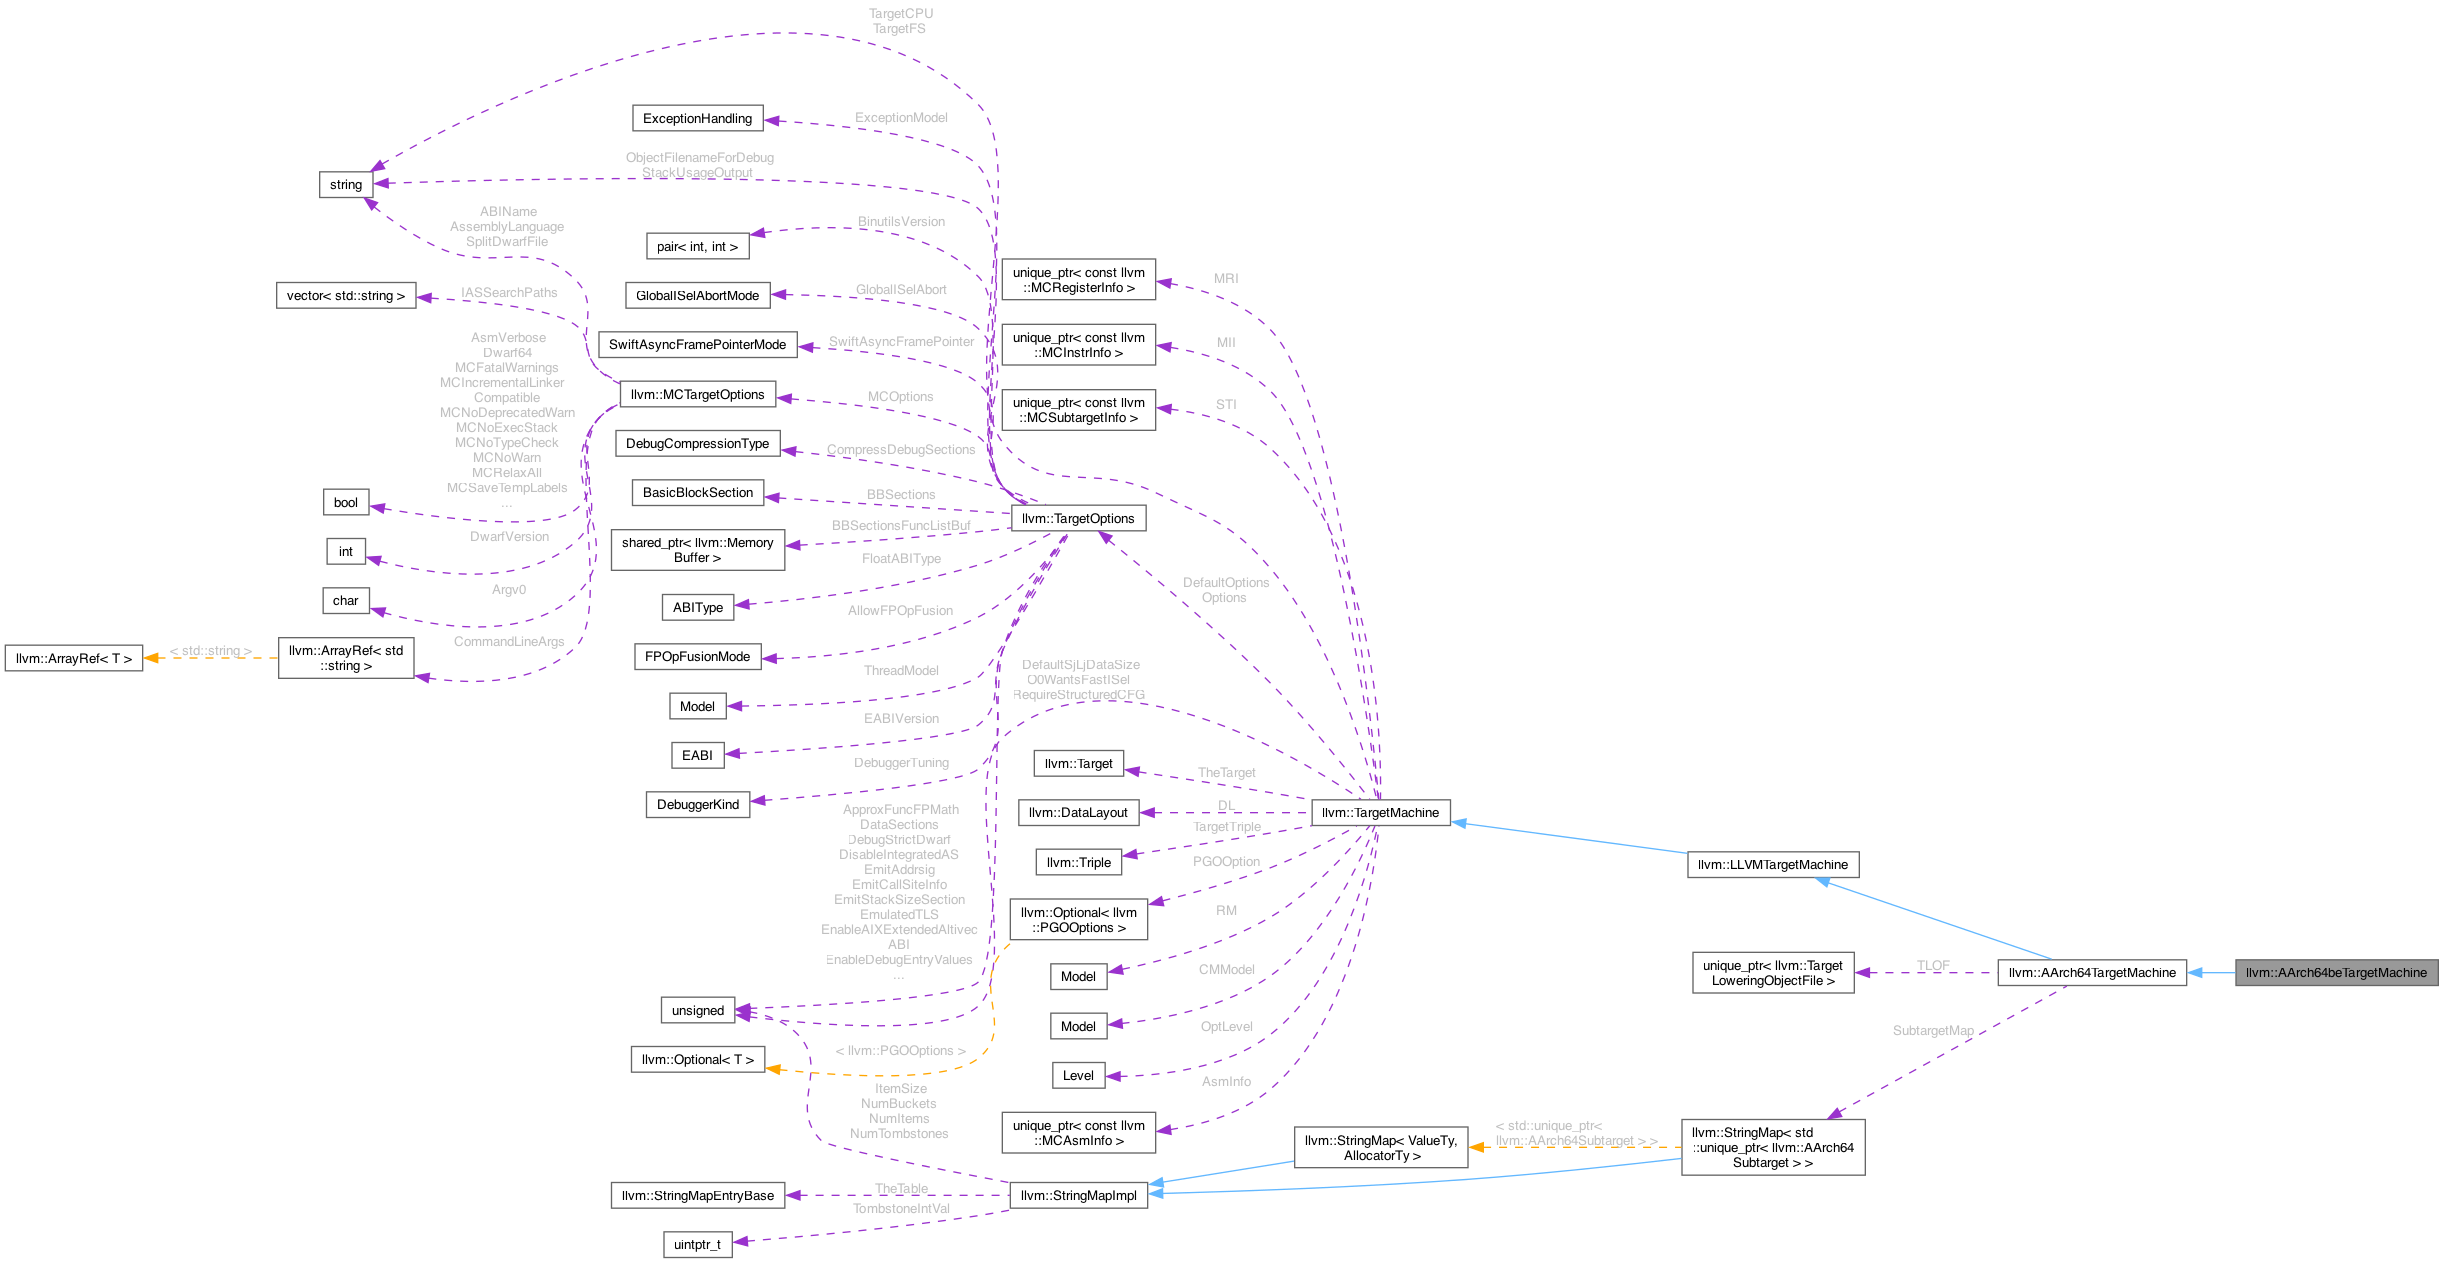 TargetCPU
TargetFS
ExceptionHandling
ExceptionModel
ObjectFilenameForDebug
StackUsageOutput
string
ABIName
AssemblyLanguage
SplitDwarfFile
BinutilsVersion
pair< int, int >
unique_ptr< const llvm
::MCRegisterInfo >
MRI
vector< std::string >
IASSearchPaths
GlobalISelAbortMode
GlobalISelAbort
unique_ptr< const llvm
::MCInstrInfo >
MII
SwiftAsyncFramePointerMode
SwiftAsyncFramePointer
AsmVerbose
Dwarf64
MCFatalWarnings
MCIncrementalLinker
Compatible
MCNoDeprecatedWarn
MCNoExecStack
MCNoTypeCheck
MCNoWarn
MCRelaxAll
MCSaveTempLabels
...
llvm::MCTargetOptions
MCOptions
unique_ptr< const llvm
::MCSubtargetInfo >
STI
DebugCompressionType
CompressDebugSections
BasicBlockSection
BBSections
bool
llvm::TargetOptions
shared_ptr< llvm::Memory
Buffer >
BBSectionsFuncListBuf
DwarfVersion
int
FloatABIType
ABIType
Argv0
char
AllowFPOpFusion
FPOpFusionMode
DefaultOptions
Options
CommandLineArgs
llvm::ArrayRef< T >
< std::string >
llvm::ArrayRef< std
::string >
ThreadModel
Model
DefaultSjLjDataSize
O0WantsFastISel
RequireStructuredCFG
EABIVersion
EABI
DebuggerTuning
DebuggerKind
llvm::Target
TheTarget
llvm::DataLayout
DL
llvm::TargetMachine
TargetTriple
llvm::Triple
PGOOption
llvm::LLVMTargetMachine
ApproxFuncFPMath
DataSections
DebugStrictDwarf
DisableIntegratedAS
EmitAddrsig
EmitCallSiteInfo
EmitStackSizeSection
EmulatedTLS
EnableAIXExtendedAltivec
ABI
EnableDebugEntryValues
...
llvm::Optional< llvm
::PGOOptions >
RM
Model
CMModel
unique_ptr< llvm::Target
LoweringObjectFile >
TLOF
llvm::AArch64TargetMachine
llvm::AArch64beTargetMachine
unsigned
Model
OptLevel
SubtargetMap
llvm::Optional< T >
< llvm::PGOOptions >
Level
AsmInfo
ItemSize
NumBuckets
NumItems
NumTombstones
unique_ptr< const llvm
::MCAsmInfo >
llvm::StringMap< ValueTy,
AllocatorTy >
< std::unique_ptr<
llvm::AArch64Subtarget > >
llvm::StringMap< std
::unique_ptr< llvm::AArch64
Subtarget > >
llvm::StringMapEntryBase
TheTable
llvm::StringMapImpl
TombstoneIntVal
uintptr_t